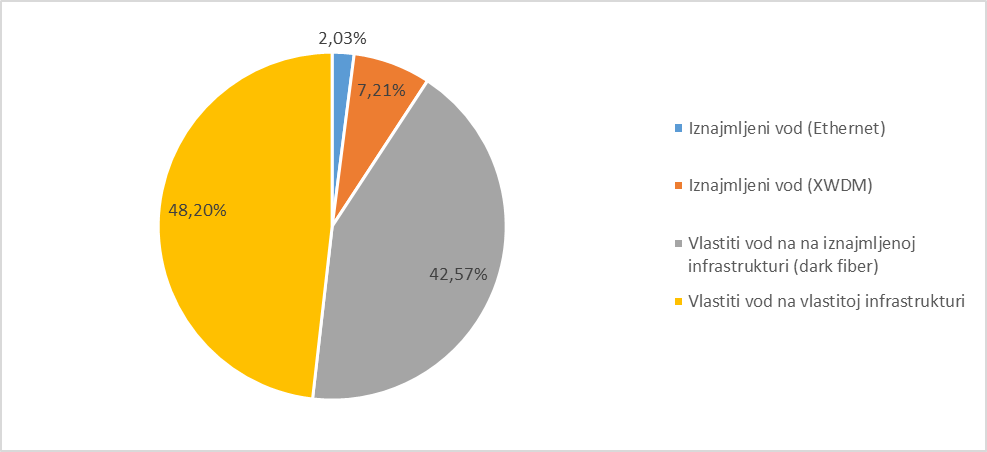 2,03%
7,21%
42,57%
48,20%
Iznajmljeni vod (Ethernet)
Iznajmljeni vod (XWDM)
Vlastiti vod na na iznajmljenoj
infrastrukturi (dark fiber)
Vlastiti vod na vlastitoj infrastrukturi